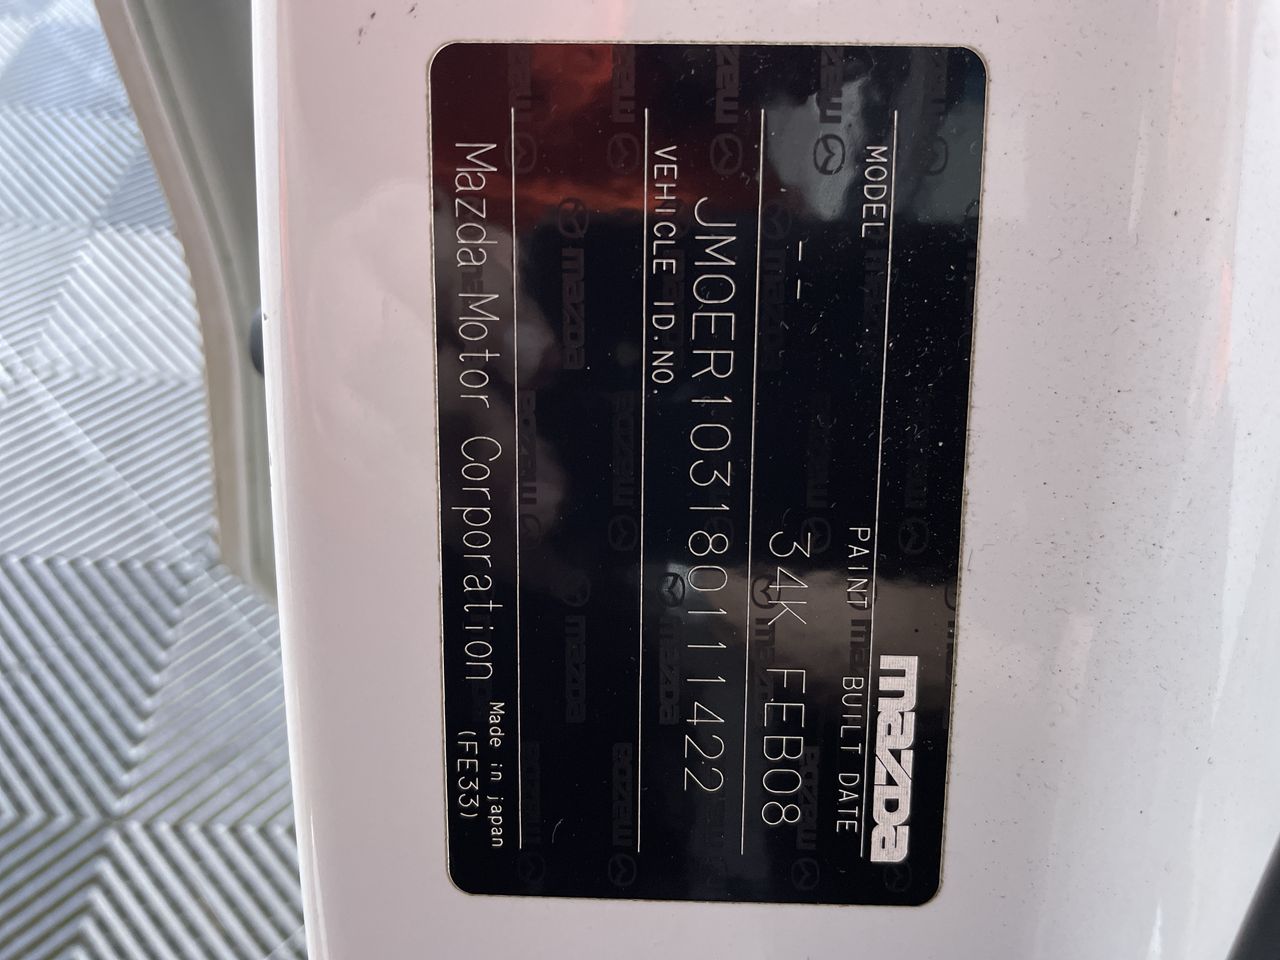 mazda
MODEL PAINT BUILT DATE
-- 34K FEB08
JM0ER103180111422
VEHICLE ID.NO.
Mazda Motor Corporation Made in japan
(FE33)